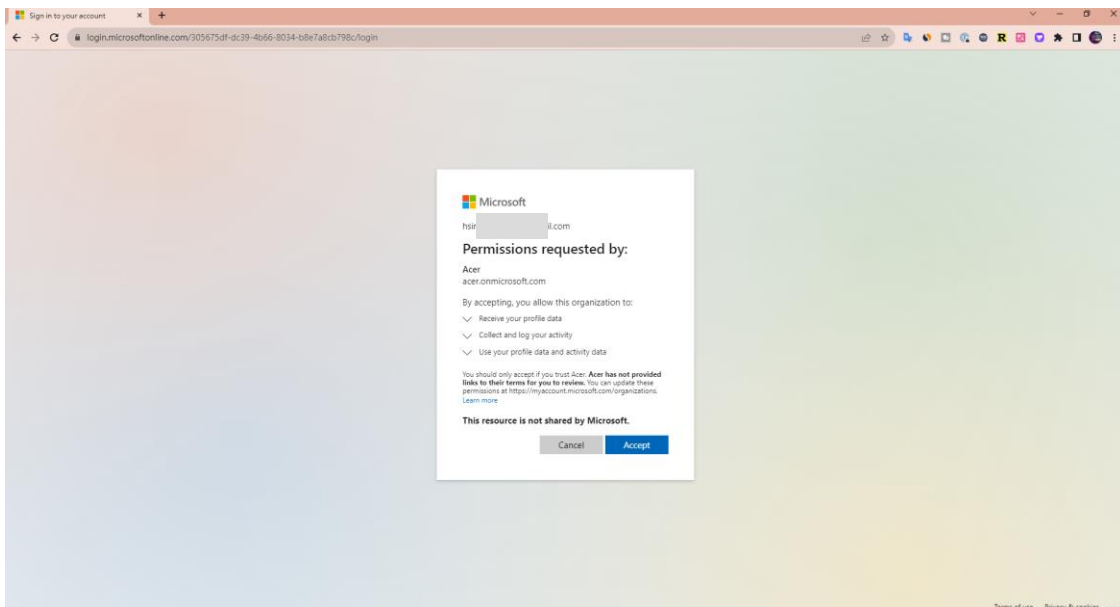 Sign in to your account
login.microsoftonline.com/305675df-dc39-4b66-8034-b8e7a8cb798c/login
Microsoft
hsin il.com
Permissions requested by:
Acer
acer.onmicrosoft.com
By accepting, you allow this organization to:
Receive your profile data
Collect and log your activity
Use your profile data and activity data
You should only accept if you trust Acer. Acer has not provided
links to their terms for you to review. You can update these
permissions at https://myaccount.microsoft.com/organizations.
Learn more
This resource is not shared by Microsoft.
Cancel Accept
Terms of use Privacy & cookies